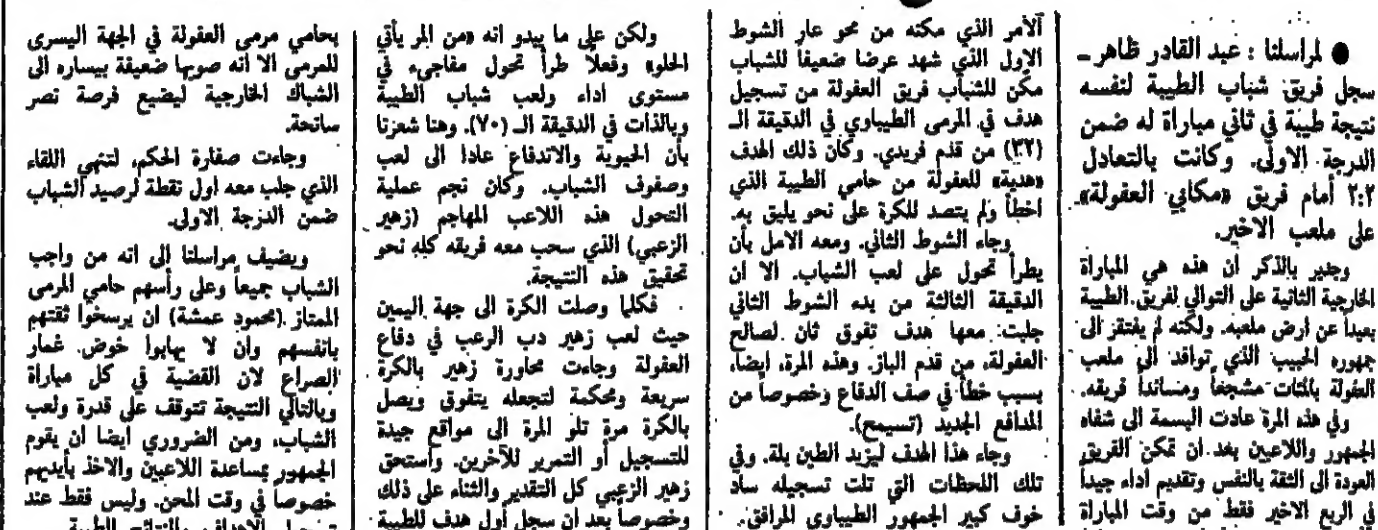 ● لمراسلنا : عبد القادر ظاهر ـ
سجل فريق شباب الطيبة لنفسه
نتيجة طيبة في ثاني مباراة له ضمن
الدرجة الاولى. وكانت بالتعادل
٢:٢ أمام فريق «مكابي العفولة»
على ملعب الاخير.
وجدير بالذكر أن هذه هي المباراة
الخارجية الثانية على التوالي لفريق الطيبة
بعيداً عن ارض ملعبه. ولكنه لم يفتقر الى
جمهوره الحبيب الذي توافد الى ملعب
العفولة بالمئات مشجعاً ومسانداً فريقه.
وفي هذه المرة عادت البسمة الى شفاه
الجمهور واللاعبين بعد ان تمكن الفريق
العودة الى الثقة بالنفس وتقديم اداء جيداً
في الربع الاخير فقط من وقت المباراة
الأمر الذي مكنه من محو عار الشوط
الاول الذي شهد عرضا ضعيفاً للشباب
مكن للشباب فريق العفولة من تسجيل
هدف في المرمى الطيباوي في الدقيقة الـ
(٣٢) من قدم فريدي. وكان ذلك الهدف
«هدية» للعفولة من حامي الطيبة الذي
اخطأ ولم يتصد للكرة على نحو يليق به.
وجاء الشوط الثاني. ومعه الامل بأن
يطرأ تحول على لعب الشباب. الا ان
الدقيقة الثالثة من بدء الشوط الثاني
جلبت معها هدف تفوق ثان لصالح
العفولة، من قدم الباز. وهذه المرة، ايضا،
بسبب خطأ في صف الدفاع وخصوصاً من
المدافع الجديد (تسيمح).
وجاء هذا الهدف ليزيد الطين بلة. وفي
تلك اللحظات التي تلت تسجيله ساد
خوف كبير الجمهور الطيباوي المرافق.
ولكن على ما يبدو انه «من المر يأتي
الحلو» وفعلاً طرأ تحول مفاجيء في
مستوى اداء ولعب شباب الطيبة
وبالذات في الدقيقة الـ (٧٠). وهنا شعرنا
بأن الحيوية والاندفاع عادا الى لعب
وصفوف الشباب. وكان نجم عملية
التحول هذه اللاعب المهاجم (زهير
الزعبي) الذي سحب معه فريقه كله نحو
تحقيق هذه النتيجة.
فكلما وصلت الكرة الى جهة اليمين
حيث لعب زهير دب الرعب في دفاع
العفولة وجاءت محاورة زهير بالكرة
سريعة ومحكمة لتجعله يتفوق ويصل
بالكرة مرة تلو المرة الى مواقع جيدة
للتسجيل أو التمرير للآخرين. واستحق
زهير الزعبي كل التقدير والثناء على ذلك
وخصوصاً بعد ان سجل أول هدف للطيبة
بحامي مرمى العفولة في الجهة اليسرى
للمرمى الا انه صوبها ضعيفة بيساره الى
الشباك الخارجية ليضيع فرصة نصر
سانحة.
وجاءت صفارة الحكم، لتنهي اللقاء
الذي جلب معه اول نقطة لرصيد الشباب
ضمن الدرجة الاولى.
ويضيف مراسلنا الى انه من واجب
الشباب جميعاً وعلى رأسهم حامي المرمى
الممتاز (محمود عمشة) ان يرسخوا ثقتهم
بانفسهم وان لا يهابوا خوض غمار
الصراع لان القضية في كل مباراة
وبالتالي النتيجة تتوقف على قدرة ولعب
الشباب، ومن الضروري ايضا ان يقوم
الجمهور بمساعدة اللاعبين والاخذ بأيديهم
خصوصاً في وقت المحن. وليس فقط عند